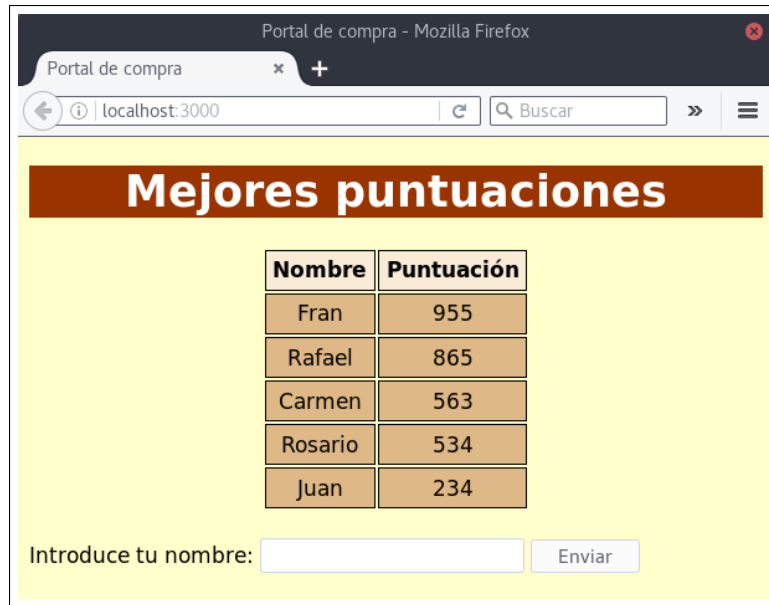 Portal de compra - Mozilla Firefox
Portal de compra
localhost:3000
Buscar
Mejores puntuaciones
Nombre Puntuación
Fran 955
Rafael 865
Carmen 563
Rosario 534
Juan 234
Introduce tu nombre: Enviar